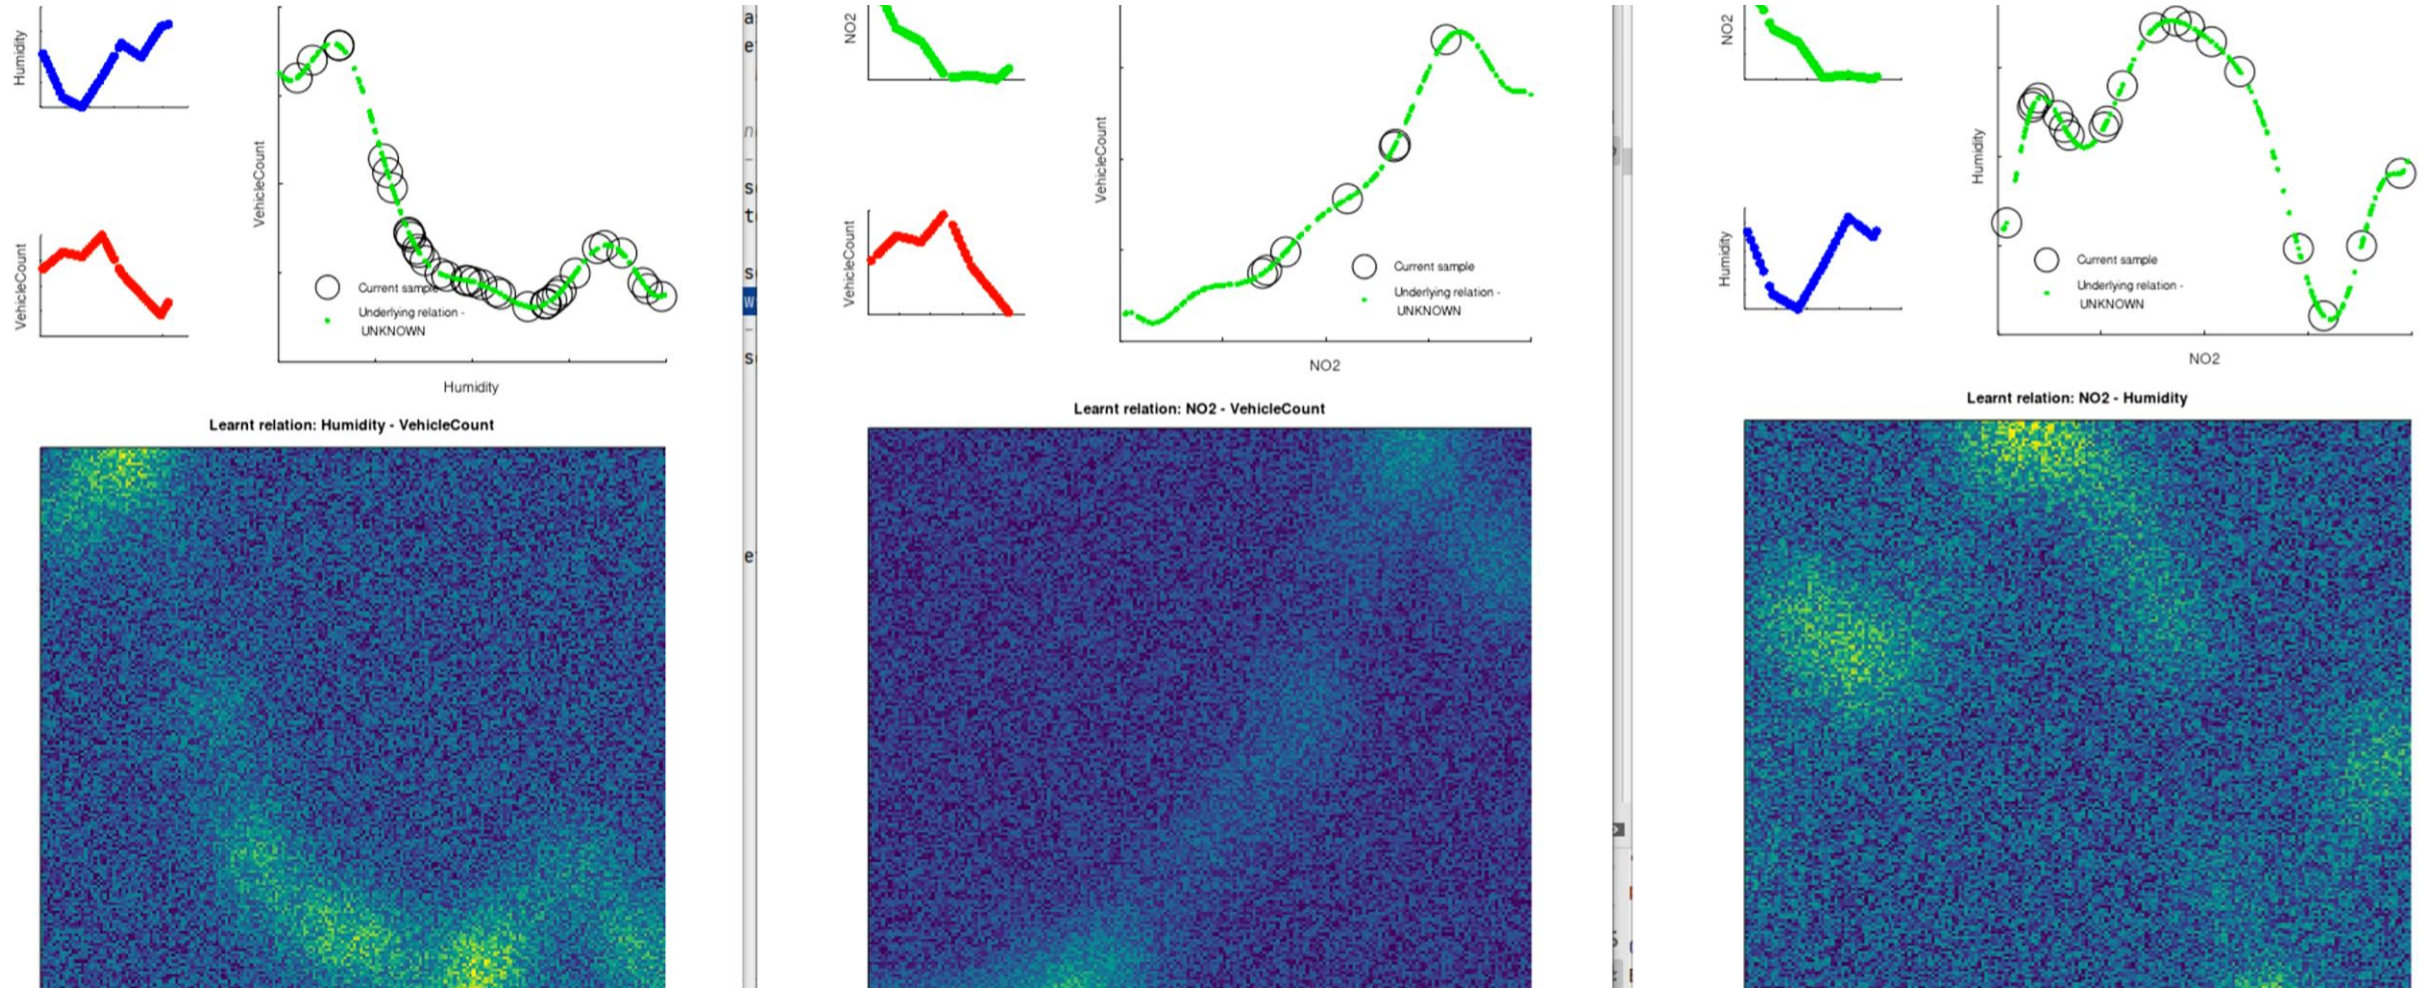 Humidity
VehicleCount
VehicleCount
Current sample
Underlying relation -
UNKNOWN
Humidity
Learnt relation: Humidity - VehicleCount
NO2
VehicleCount
VehicleCount
Current sample
Underlying relation -
UNKNOWN
NO2
Learnt relation: NO2 - VehicleCount
NO2
Humidity
Humidity
Current sample
Underlying relation -
UNKNOWN
NO2
Learnt relation: NO2 - Humidity